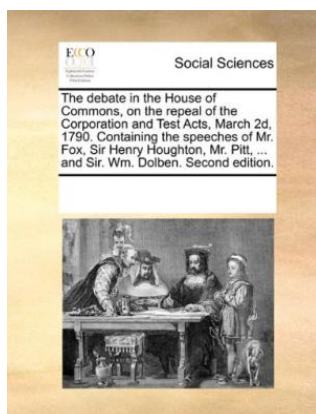 ECCO
Social Sciences
The debate in the House of
Commons, on the repeal of the
Corporation and Test Acts, March 2d,
1790. Containing the speeches of Mr.
Fox, Sir Henry Houghton, Mr. Pitt, ...
and Sir. Wm. Dolben. Second edition.